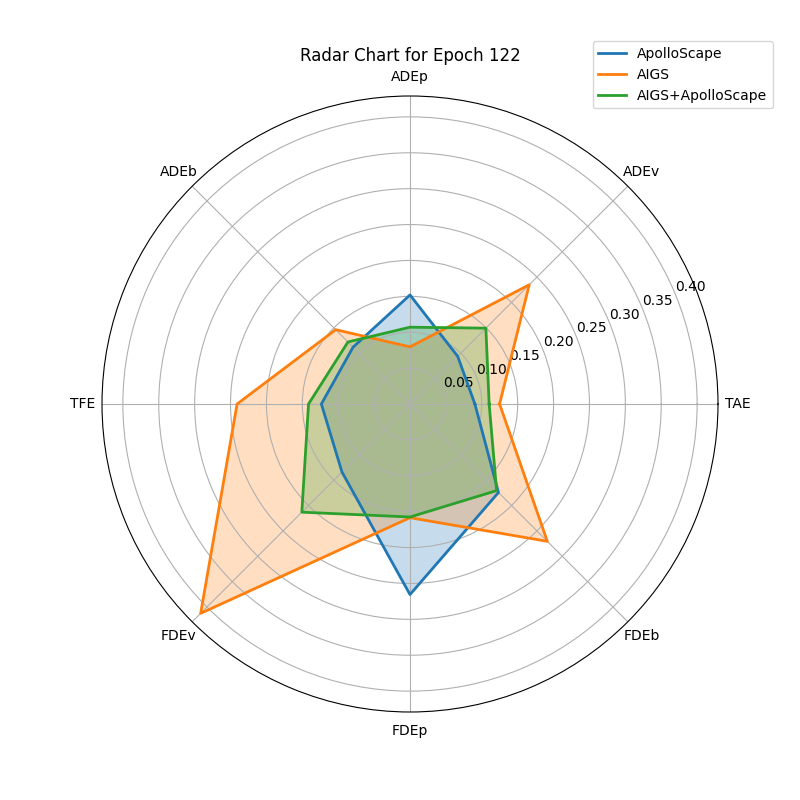 Radar Chart for Epoch 122
ApolloScape
AIGS
AIGS+ApolloScape
ADEp
ADEb
ADEv
0.40
0.35
0.30
0.25
0.20
0.15
0.10
0.05
TFE
TAE
FDEv
FDEb
FDEp